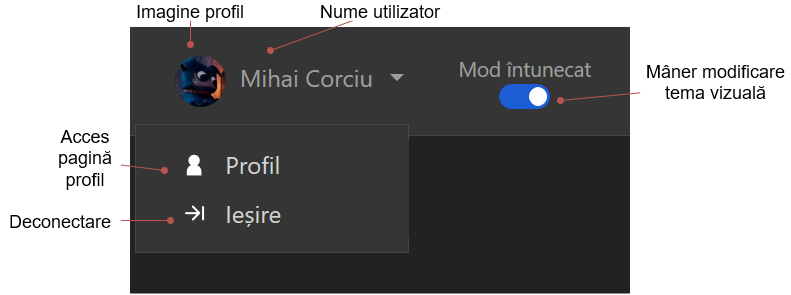 Imagine profil
Nume utilizator
Mihai Corciu
Mod întunecat
Mâner modificare
tema vizuală
Acces
pagină
profil
Profil
Deconectare
Ieșire